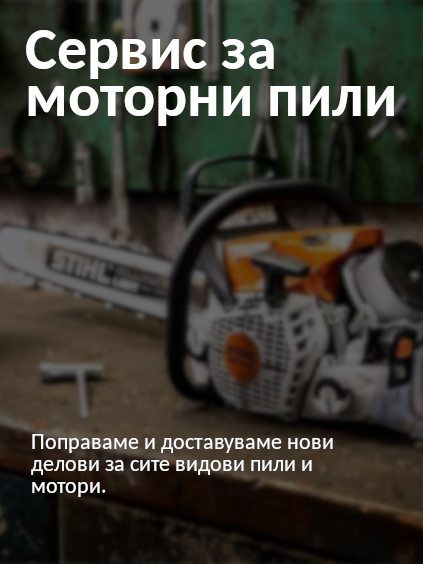 Сервис за
моторни пили
STIHL
Поправаме и доставуваме нови
делови за сите видови пили и
мотори.